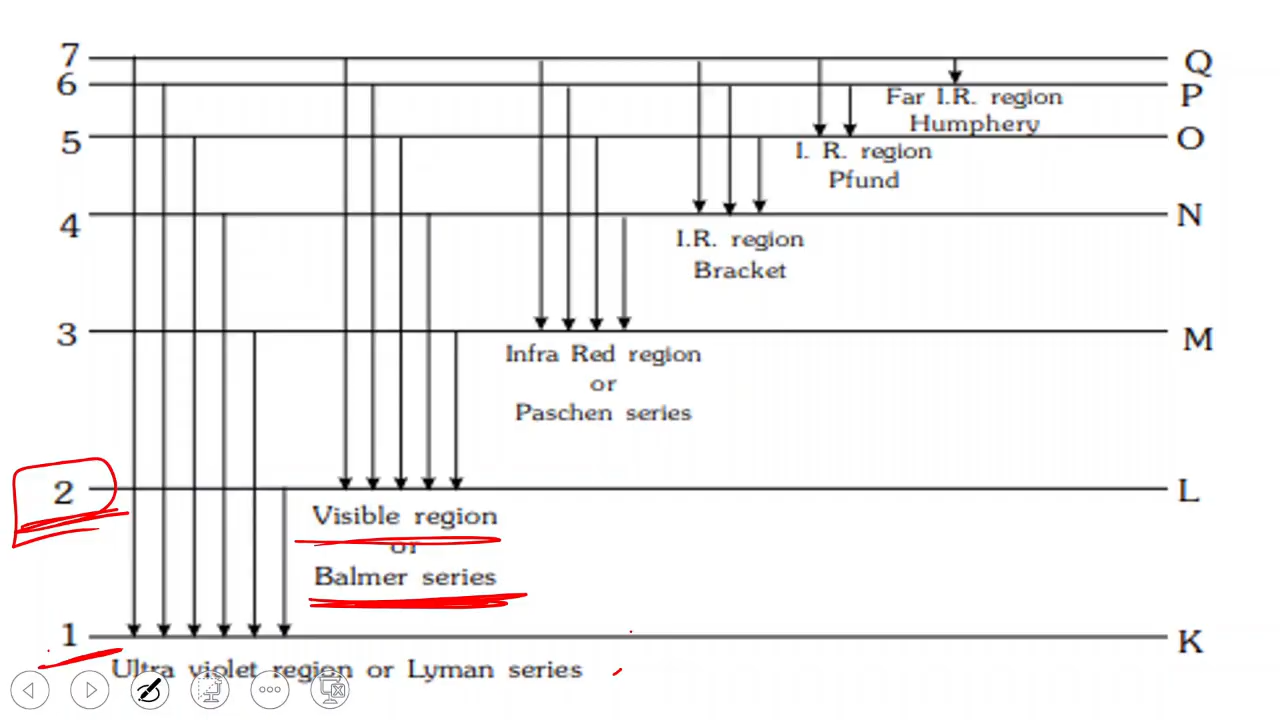 7 Q
6 P
Far I.R. region
Humphery
5 O
I. R. region
Pfund
4 N
I.R. region
Bracket
3 M
Infra Red region
or
Paschen series
2 L
Visible region
or
Balmer series
1 K
Ultra violet region or Lyman series